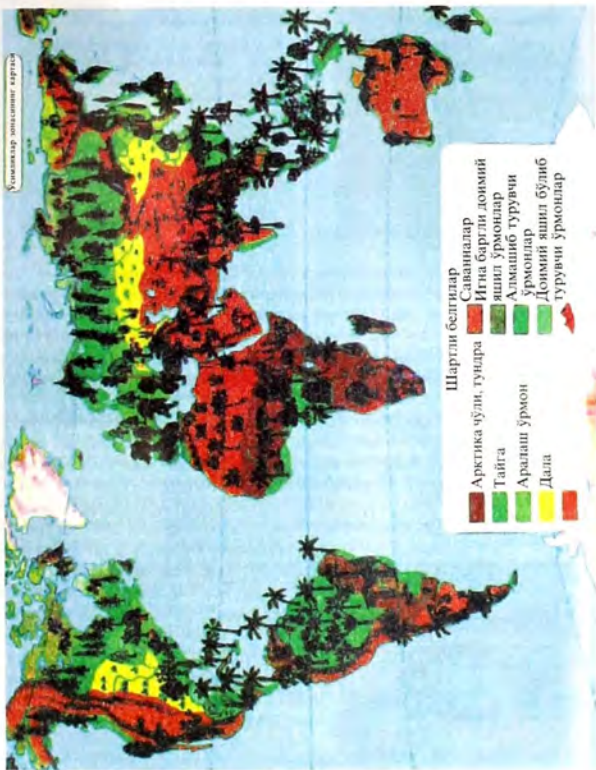 Ўсимликлар зонасининг картаси
Шартли белгилар
Арктика чўли, тундра
Тайга
Аралаш ўрмон
Дала
Саванналар
Игна баргли доимий
яшил ўрмонлар
Алмашиб турувчи
ўрмонлар
Доимий яшил бўлиб
турувчи ўрмонлар